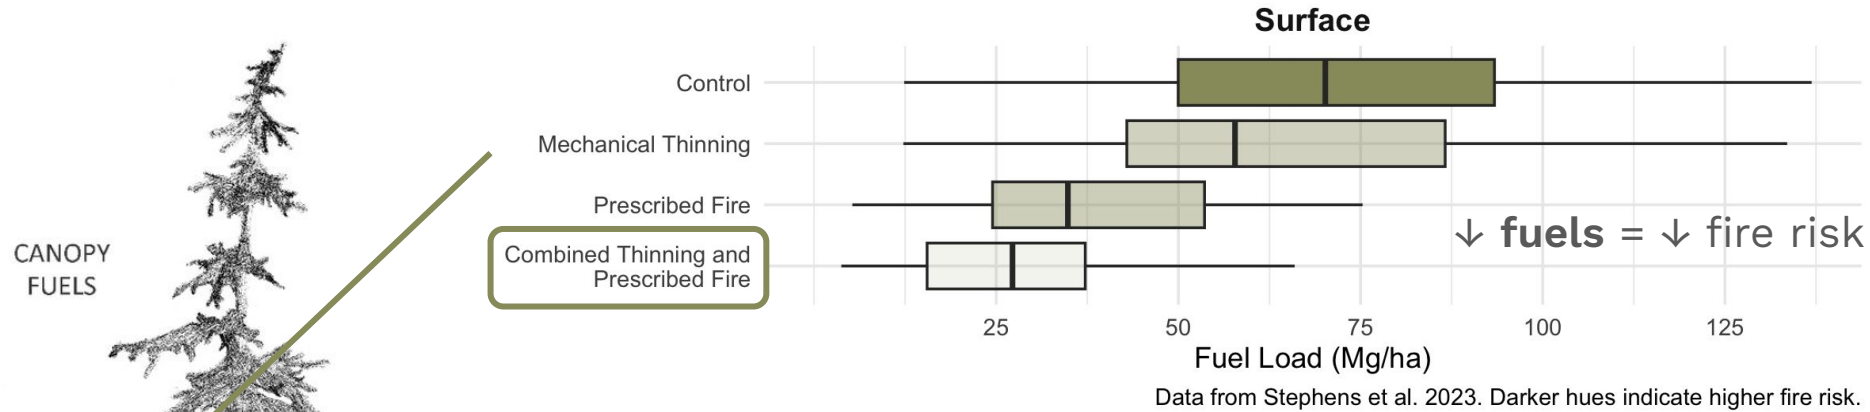 Surface
Control
Mechanical Thinning
Prescribed Fire
Combined Thinning and
Prescribed Fire
CANOPY
FUELS
↓ fuels = ↓ fire risk
25 50 75 100 125
Fuel Load (Mg/ha)
Data from Stephens et al. 2023. Darker hues indicate higher fire risk.